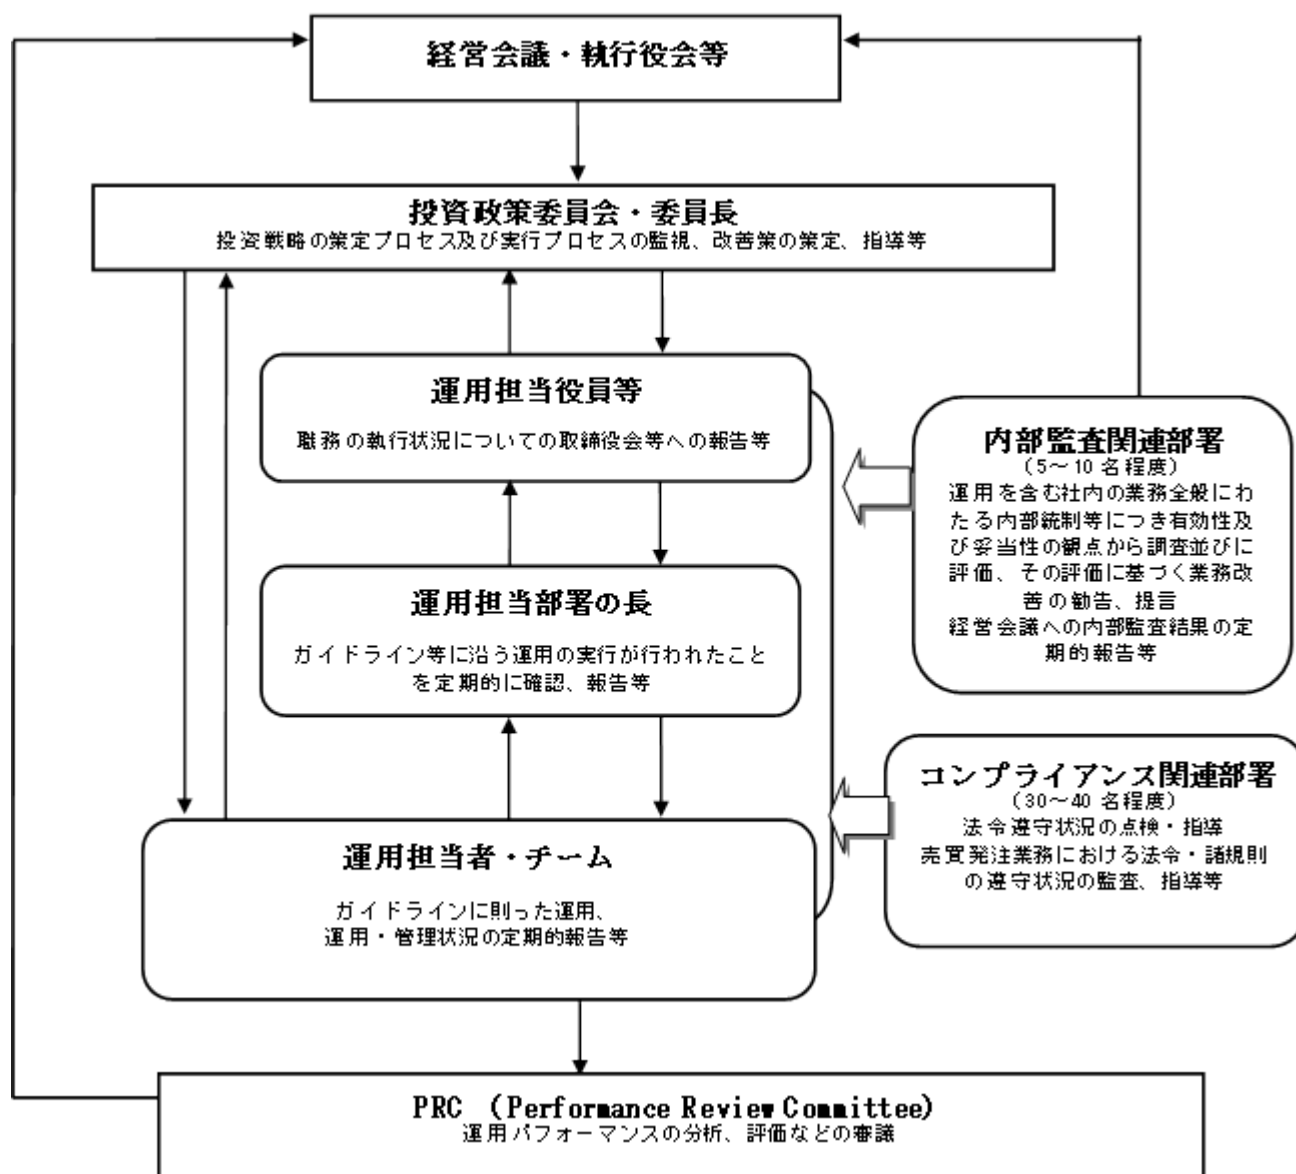 経営会議・執行役会等
投資政策委員会・委員長
投資戦略の策定プロセス及び実行プロセスの監視、改善策の策定、指導等
運用担当役員等
職務の執行状況についての取締役会等への報告等
運用担当部署の長
ガイドライン等に沿う運用の実行が行われたこと
を定期的に確認、報告等
運用担当者・チーム
ガイドラインに則った運用、
運用・管理状況の定期的報告等
内部監査関連部署
（5～10 名程度）
運用を含む社内の業務全般にわ
たる内部統制等につき有効性及
び妥当性の観点から調査並びに
評価、その評価に基づく業務改
善の勧告、提言
経営会議への内部監査結果の定
期的報告等
コンプライアンス関連部署
（30～40 名程度）
法令遵守状況の点検・指導
売買発注業務における法令・諸規則
の遵守状況の監査、指導等
PRC （Performance Review Committee）
運用パフォーマンスの分析、評価などの審議